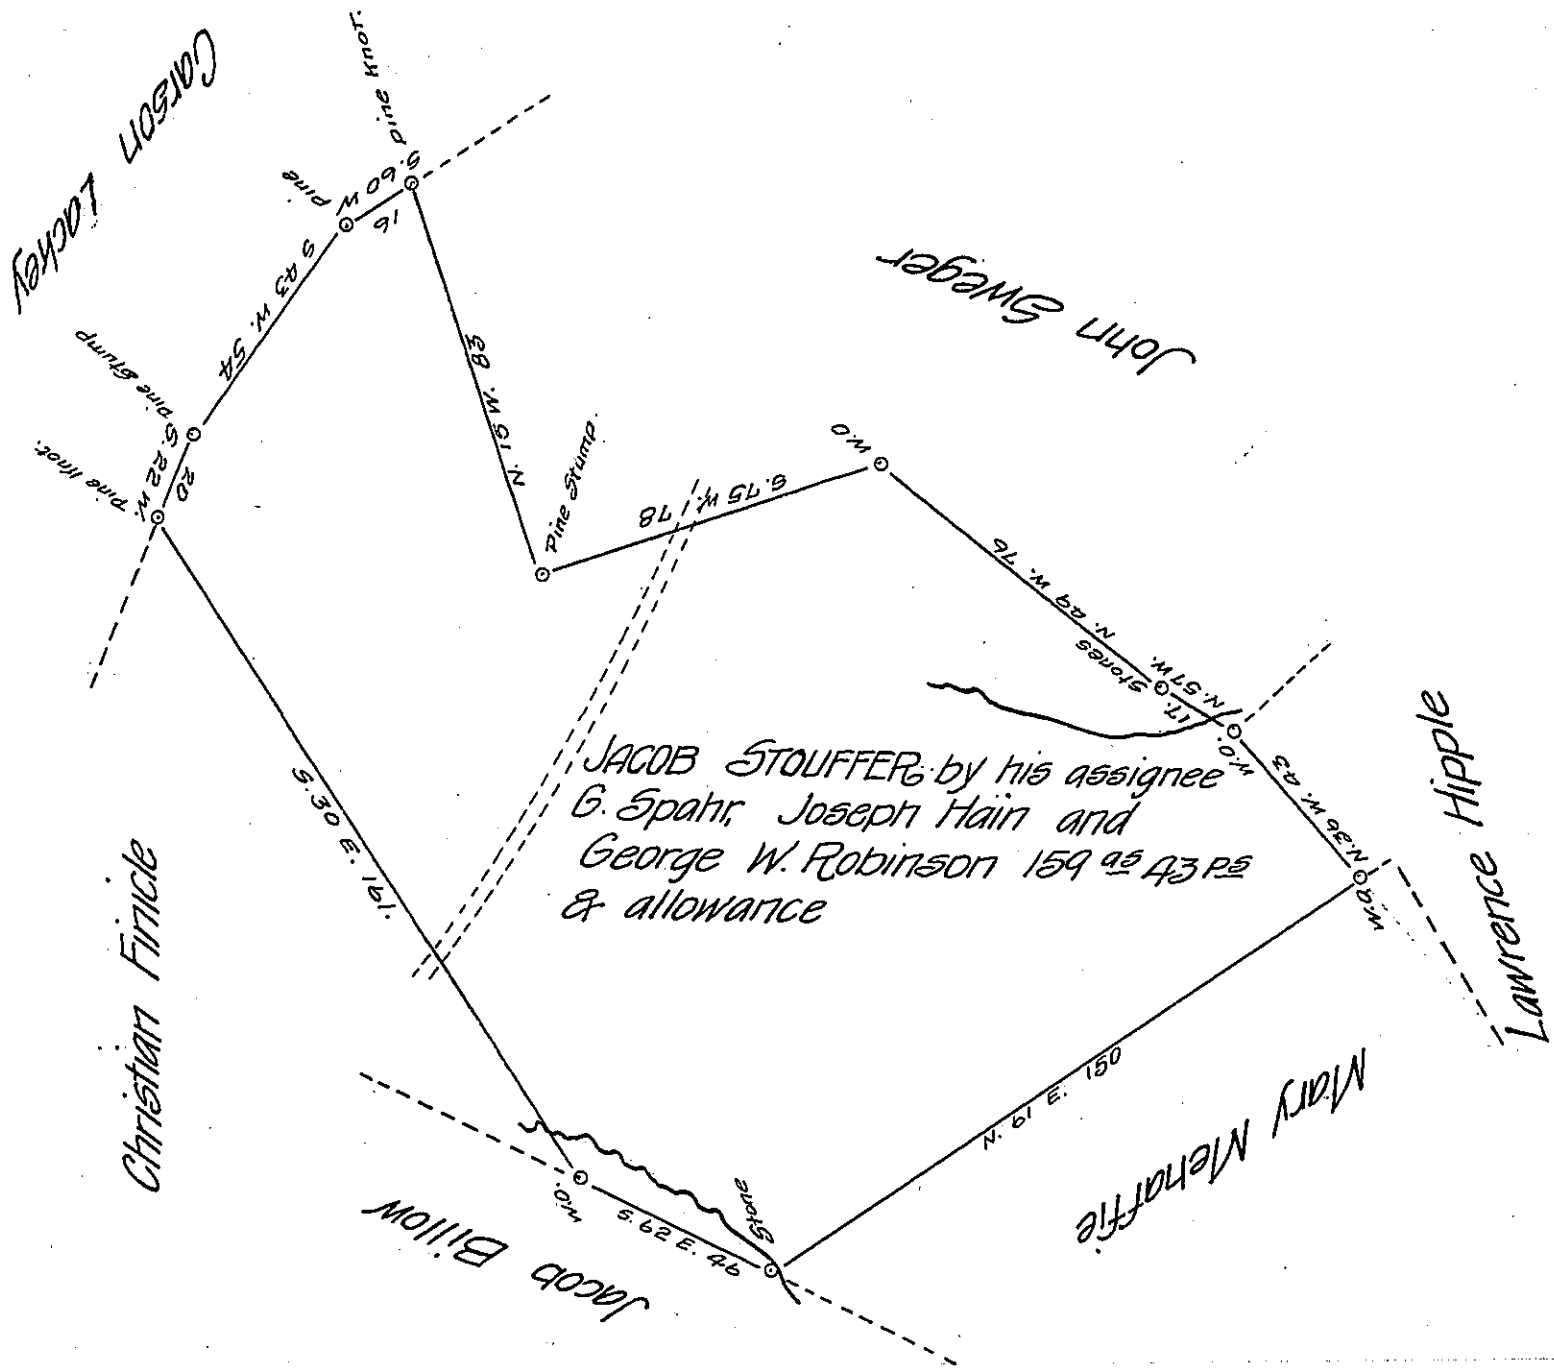 Carson Lackey
Pine Knot.
S. 60 W
16
Pine
S 43 W. 54
Pine Stump
S. 22 W.
20
Pine Knot.
N. 15 W. 83
Pine Stump.
S. 75 W. 78
W.O
John Sweger
N. 49 W. 76
Stones
N. 57 W.
17.
W.O.
N. 36 W. 43
W.O.
Lawrence Hipple
JACOB STOUFFER by his assignee
G. Spahr, Joseph Hain and
George W. Robinson 159 as 43 ps
& allowance
S. 30 E. 161.
Christian Finicle
W.O.
S. 62 E. 46
Stone
Jacob Billow
N. 61 E. 150
Mary Mehaffie